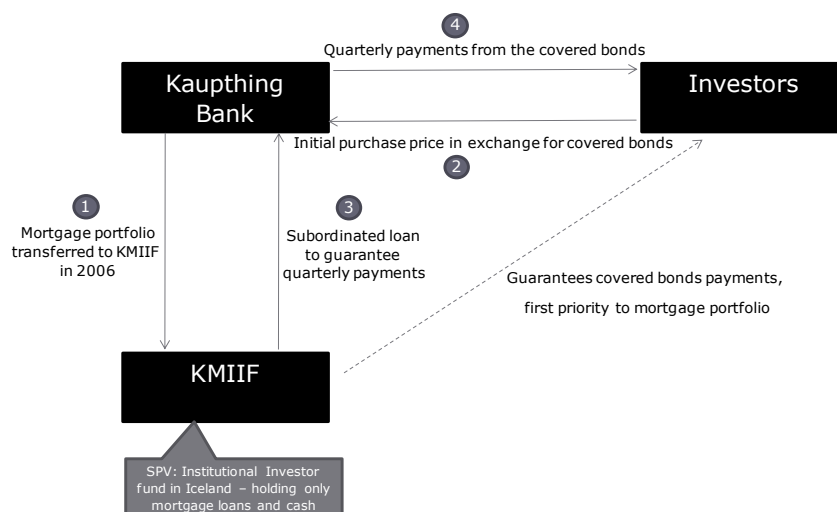 4
Quarterly payments from the covered bonds
Kaupthing
Bank
Investors
Initial purchase price in exchange for covered bonds
2
1
Mortgage portfolio
transferred to KMIIF
in 2006
3
Subordinated loan
to guarantee
quarterly payments
Guarantees covered bonds payments,
first priority to mortgage portfolio
KMIIF
SPV: Institutional Investor
fund in Iceland – holding only
mortgage loans and cash